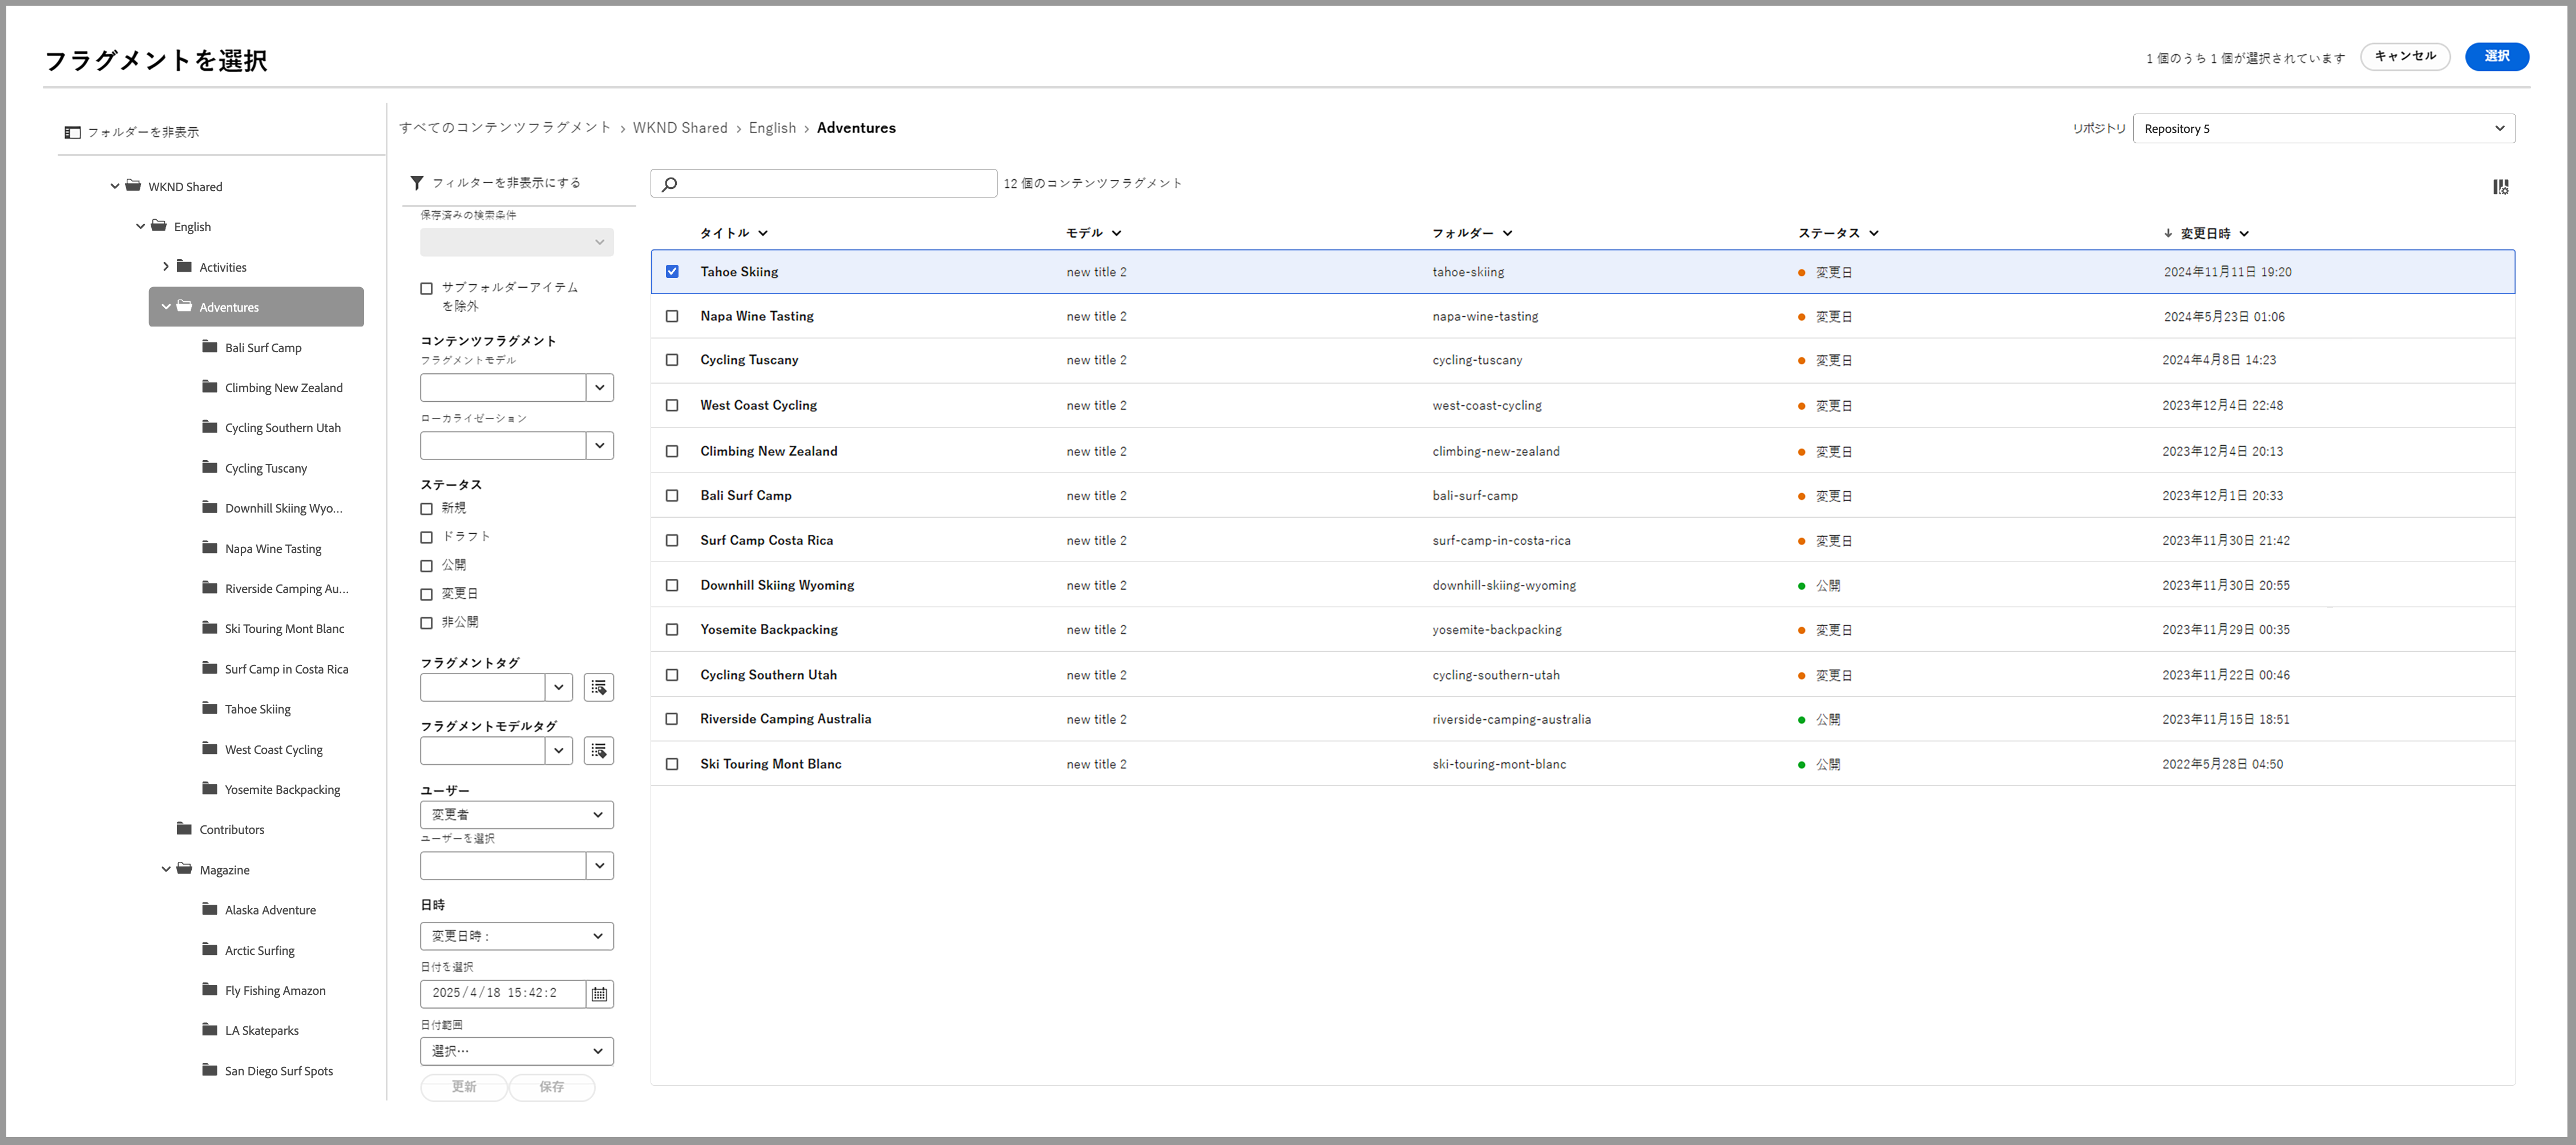 フラグメントを選択
1 個のうち 1 個が選択されています
キャンセル
選択
フォルダーを非表示
WKND Shared
English
Activities
Adventures
Bali Surf Camp
Climbing New Zealand
Cycling Southern Utah
Cycling Tuscany
Downhill Skiing Wyo...
Napa Wine Tasting
Riverside Camping Au...
Ski Touring Mont Blanc
Surf Camp in Costa Rica
Tahoe Skiing
West Coast Cycling
Yosemite Backpacking
Contributors
Magazine
Alaska Adventure
Arctic Surfing
Fly Fishing Amazon
LA Skateparks
San Diego Surf Spots
すべてのコンテンツフラグメント › WKND Shared › English › Adventures
リポジトリ Repository 5
フィルターを非表示にする
保存済みの検索条件
サブフォルダーアイテム
を除外
コンテンツフラグメント
フラグメントモデル
ローカライゼーション
ステータス
新規
ドラフト
公開
変更日
非公開
フラグメントタグ
フラグメントモデルタグ
ユーザー
変更者
ユーザーを選択
日時
変更日時 :
日付を選択
2025/4/18 15:42:2
日付範囲
選択…
更新
保存
12 個のコンテンツフラグメント
タイトル モデル フォルダー ステータス ↓ 変更日時
Tahoe Skiing new title 2 tahoe-skiing 変更日 2024年11月11日 19:20
Napa Wine Tasting new title 2 napa-wine-tasting 変更日 2024年5月23日 01:06
Cycling Tuscany new title 2 cycling-tuscany 変更日 2024年4月8日 14:23
West Coast Cycling new title 2 west-coast-cycling 変更日 2023年12月4日 22:48
Climbing New Zealand new title 2 climbing-new-zealand 変更日 2023年12月4日 20:13
Bali Surf Camp new title 2 bali-surf-camp 変更日 2023年12月1日 20:33
Surf Camp Costa Rica new title 2 surf-camp-in-costa-rica 変更日 2023年11月30日 21:42
Downhill Skiing Wyoming new title 2 downhill-skiing-wyoming 公開 2023年11月30日 20:55
Yosemite Backpacking new title 2 yosemite-backpacking 変更日 2023年11月29日 00:35
Cycling Southern Utah new title 2 cycling-southern-utah 変更日 2023年11月22日 00:46
Riverside Camping Australia new title 2 riverside-camping-australia 公開 2023年11月15日 18:51
Ski Touring Mont Blanc new title 2 ski-touring-mont-blanc 公開 2022年5月28日 04:50